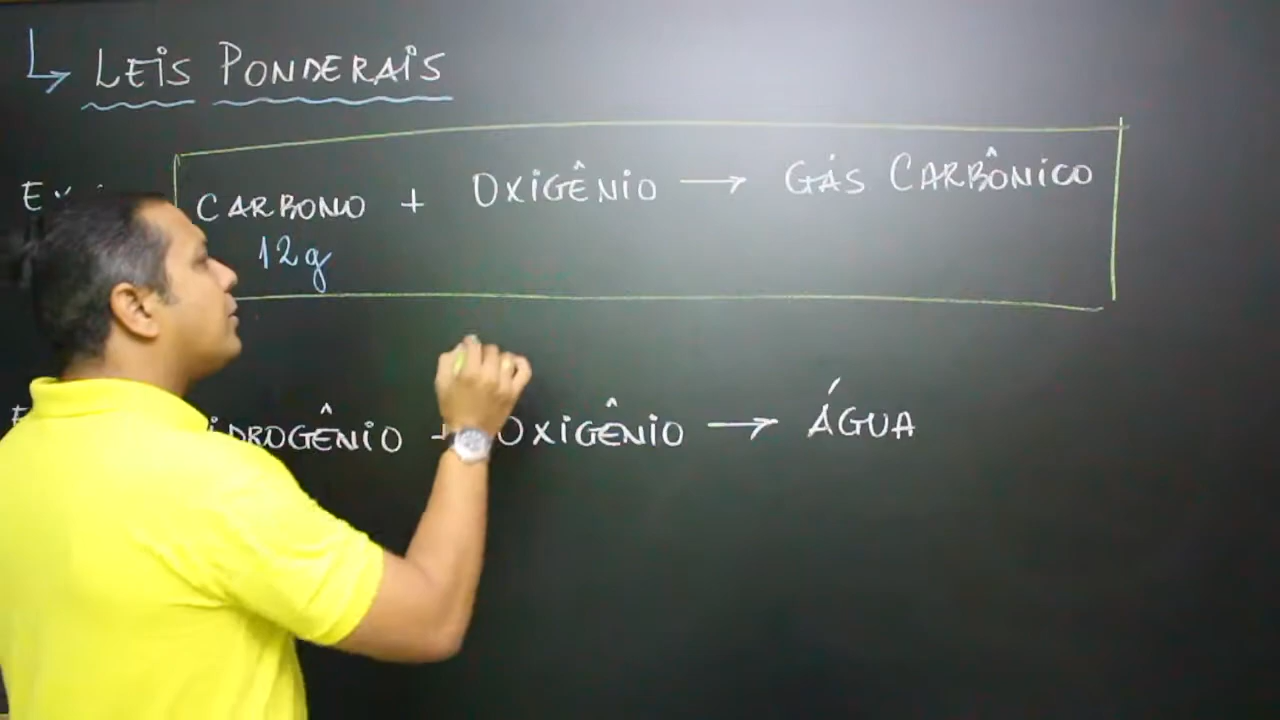 LEIS PONDERAIS
CARBONO + OXIGÊNIO → GÁS CARBÔNICO
12g
OXIGÊNIO → ÁGUA